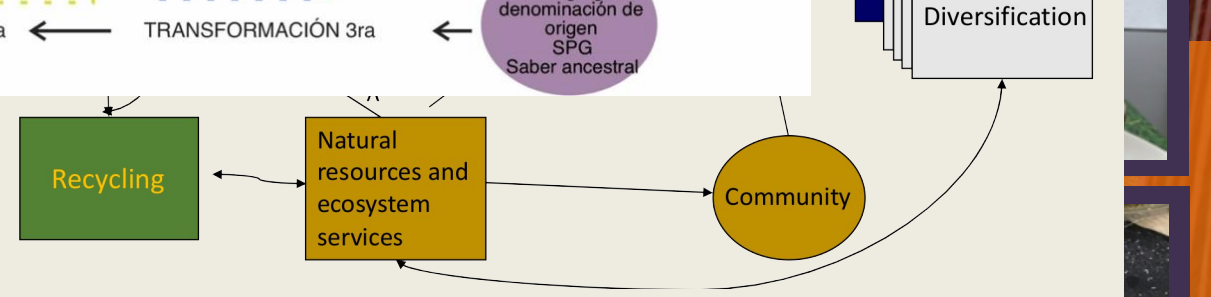 denominación de
origen
SPG
Saber ancestral
TRANSFORMACIÓN 3ra
Diversification
Recycling
Natural
resources and
ecosystem
services
Community